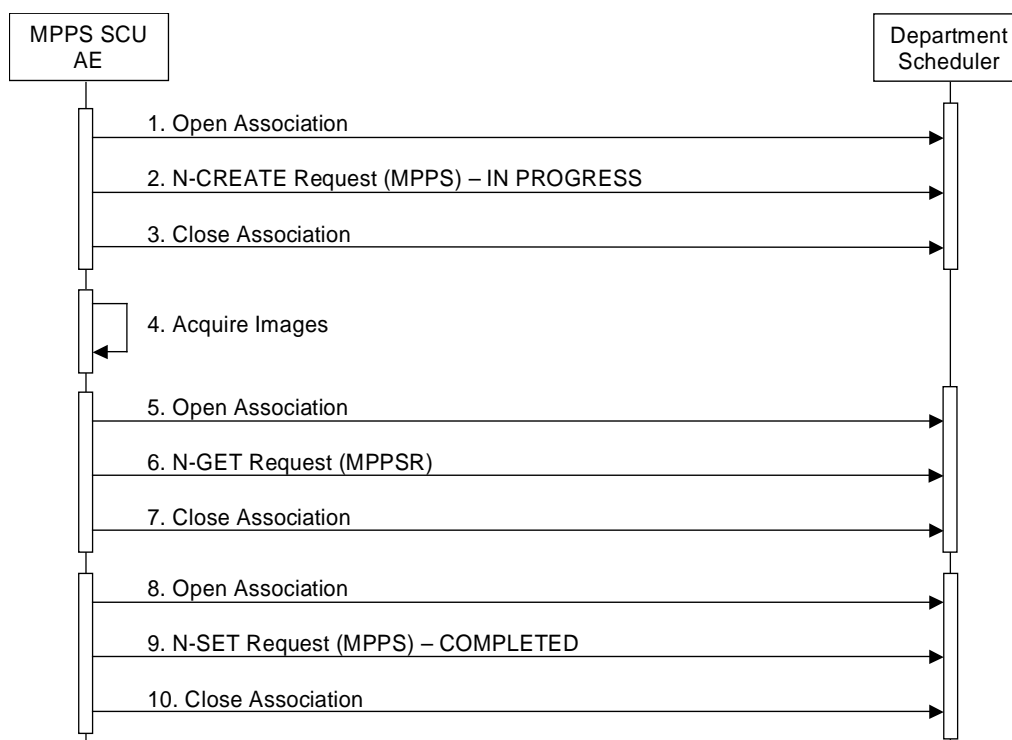 MPPS SCU
AE
Department
Scheduler
1. Open Association
2. N-CREATE Request (MPPS) – IN PROGRESS
3. Close Association
4. Acquire Images
5. Open Association
6. N-GET Request (MPPSR)
7. Close Association
8. Open Association
9. N-SET Request (MPPS) – COMPLETED
10. Close Association